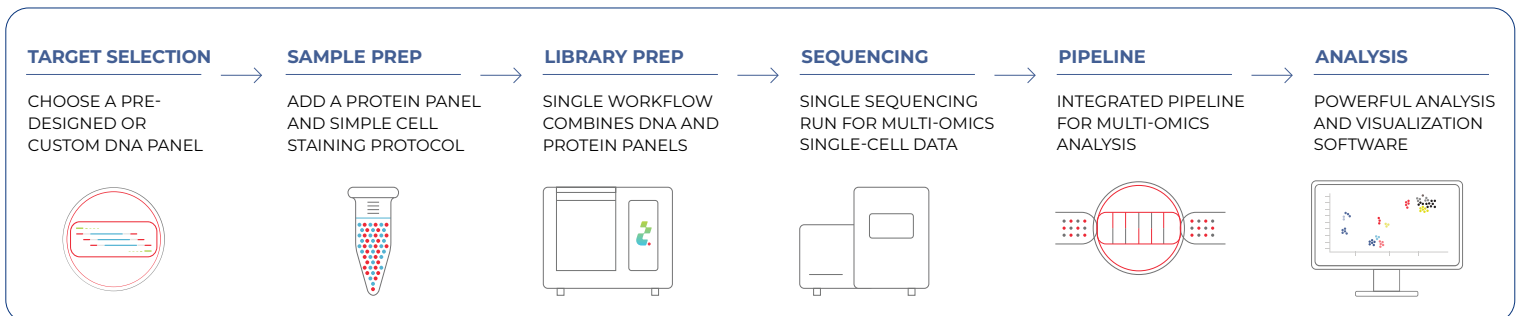 TARGET SELECTION
CHOOSE A PRE-
DESIGNED OR
CUSTOM DNA PANEL
SAMPLE PREP
ADD A PROTEIN PANEL
AND SIMPLE CELL
STAINING PROTOCOL
LIBRARY PREP
SINGLE WORKFLOW
COMBINES DNA AND
PROTEIN PANELS
SEQUENCING
SINGLE SEQUENCING
RUN FOR MULTI-OMICS
SINGLE-CELL DATA
PIPELINE
INTEGRATED PIPELINE
FOR MULTI-OMICS
ANALYSIS
ANALYSIS
POWERFUL ANALYSIS
AND VISUALIZATION
SOFTWARE